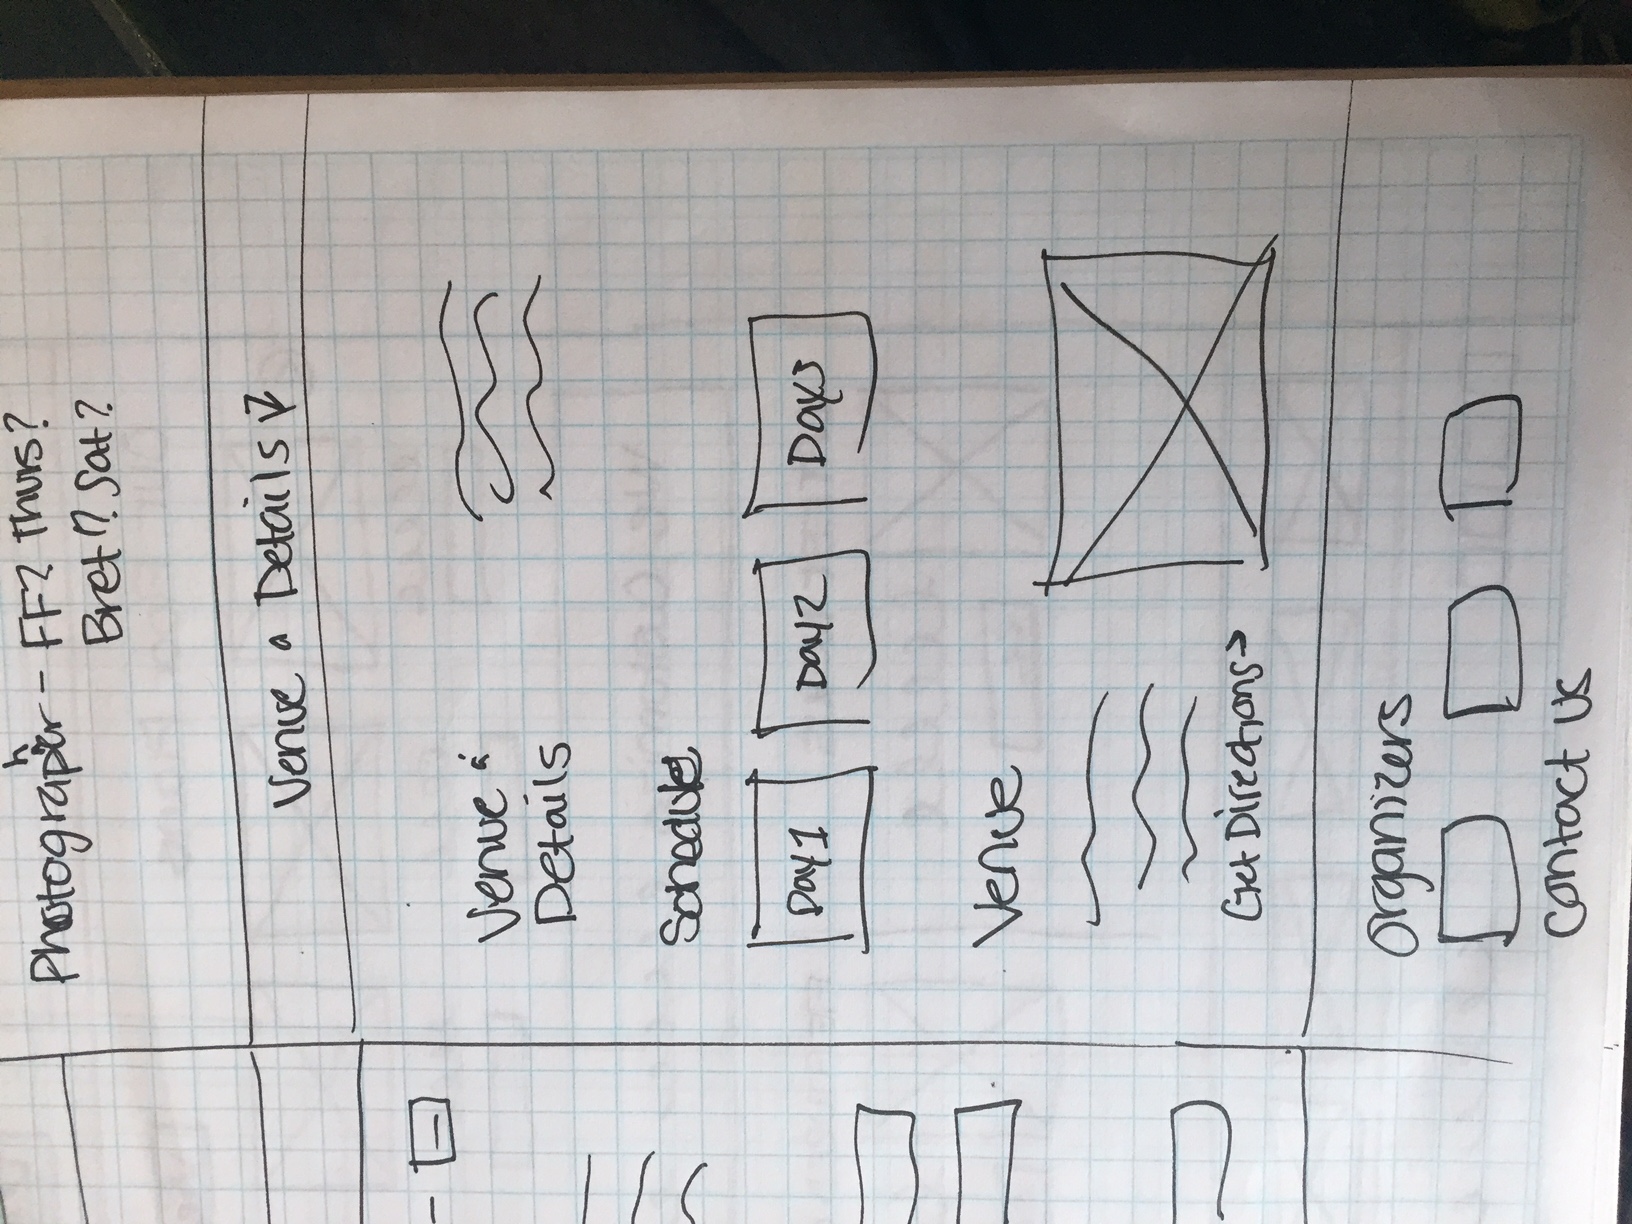 Photographer - FF? Thurs?
Bret? Sat?
Venue & Details
Venue &
Details
Schedule
Day 1 Day 2 Day 3
Venue
Get Directions →
Organizers
Contact Us